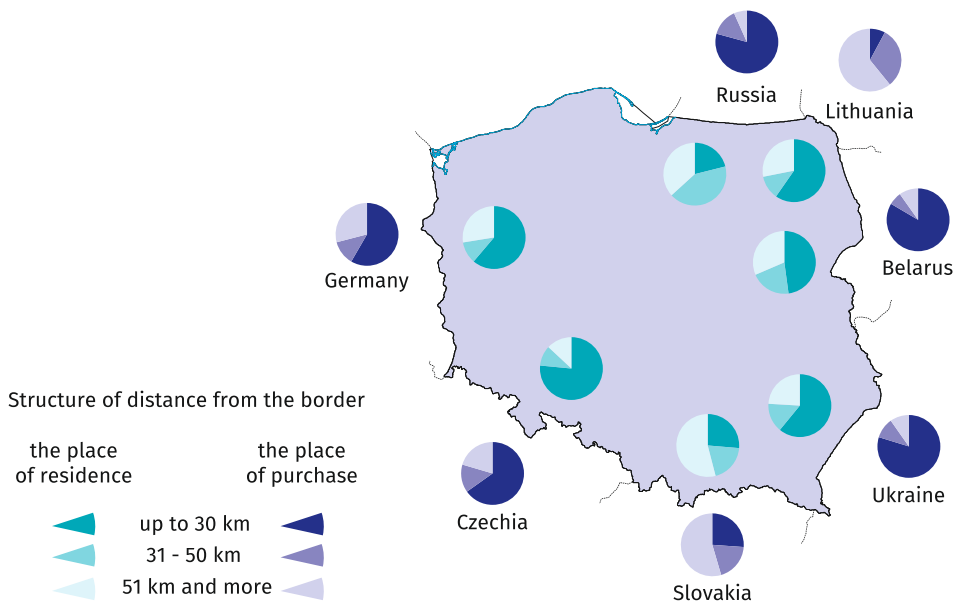 Russia
Lithuania
Germany
Belarus
Structure of distance from the border
the place
of residence
the place
of purchase
up to 30 km
31 - 50 km
51 km and more
Czechia
Ukraine
Slovakia